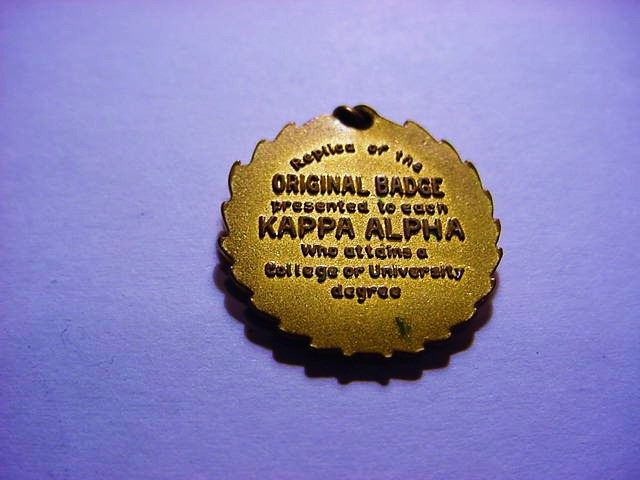 Replica of the
ORIGINAL BADGE
presented to each
KAPPA ALPHA
Who attains a
College or University
degree